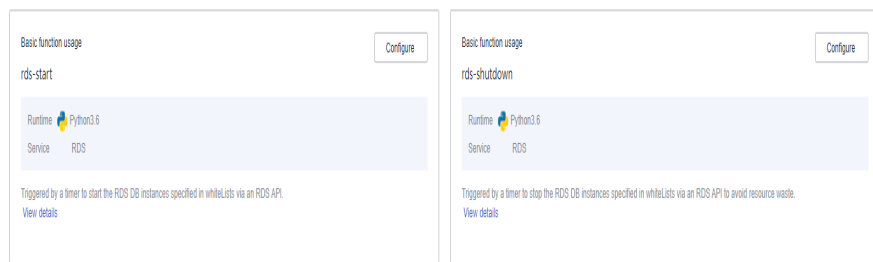 Basic function usage
Configure
rds-start
Runtime Python3.6
Service RDS
Triggered by a timer to start the RDS DB instances specified in whiteLists via an RDS API.
View details
Basic function usage
Configure
rds-shutdown
Runtime Python3.6
Service RDS
Triggered by a timer to stop the RDS DB instances specified in whiteLists via an RDS API to avoid resource waste.
View details